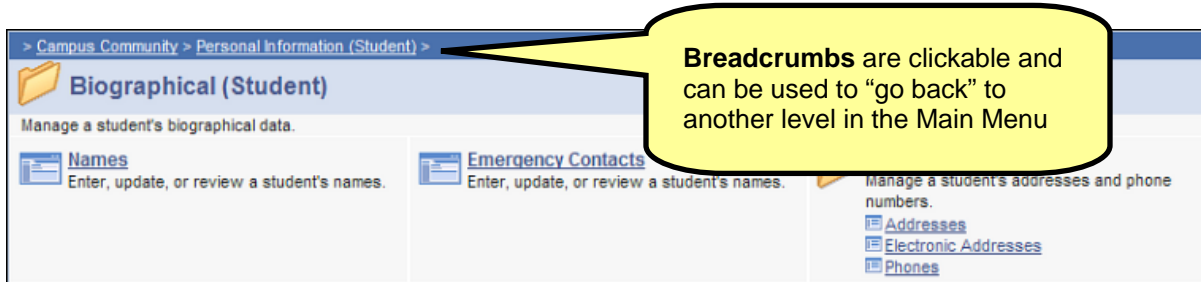 > Campus Community > Personal Information (Student) >
Breadcrumbs are clickable and
can be used to “go back” to
another level in the Main Menu
Biographical (Student)
Manage a student's biographical data.
Names
Enter, update, or review a student's names.
Emergency Contacts
Enter, update, or review a student's names.
Manage a student's addresses and phone
numbers.
Addresses
Electronic Addresses
Phones